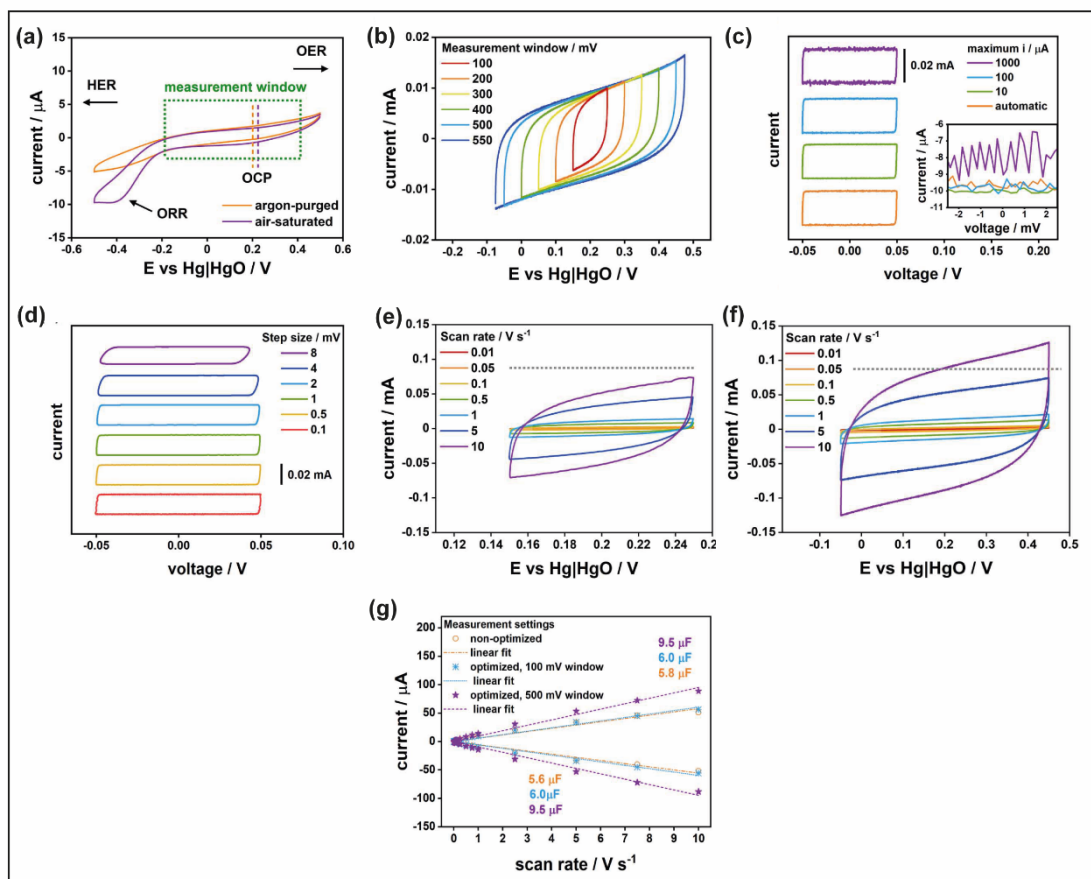 (a)
15
10
5
0
-5
-10
-15
current / μA
HER
OER
measurement window
OCP
ORR
argon-purged
air-saturated
-0.6 -0.4 -0.2 0 0.2 0.4 0.6
E vs Hg|HgO / V
(b)
0.02
0.01
0
-0.01
-0.02
current / mA
Measurement window / mV
100
200
300
400
500
550
-0.1 0 0.1 0.2 0.3 0.4 0.5
E vs Hg|HgO / V
(c)
0.02 mA
maximum i / μA
1000
100
10
automatic
current / μA
-6
-7
-8
-9
-10
-11
-2 -1 0 1 2
voltage / mV
-0.05 0.00 0.05 0.10 0.15 0.20
voltage / V
(d)
current
Step size / mV
8
4
2
1
0.5
0.1
0.02 mA
-0.05 0.00 0.05 0.10
voltage / V
(e)
0.15
0.1
0.05
0
-0.05
-0.1
-0.15
current / mA
Scan rate / V s⁻¹
0.01
0.05
0.1
0.5
1
5
10
0.12 0.14 0.16 0.18 0.20 0.22 0.24 0.2
E vs Hg|HgO / V
(f)
0.15
0.1
0.05
0
-0.05
-0.1
-0.15
current / mA
Scan rate / V s⁻¹
0.01
0.05
0.1
0.5
1
5
10
-0.1 0 0.1 0.2 0.3 0.4 0.5
E vs Hg|HgO / V
(g)
200
150
100
50
0
-50
-100
-150
current / μA
Measurement settings
non-optimized
linear fit
optimized, 100 mV window
linear fit
optimized, 500 mV window
linear fit
9.5 μF
6.0 μF
5.8 μF
5.6 μF
6.0μF
9.5 μF
0 1 2 3 4 5 6 7 8 9 10
scan rate / V s⁻¹